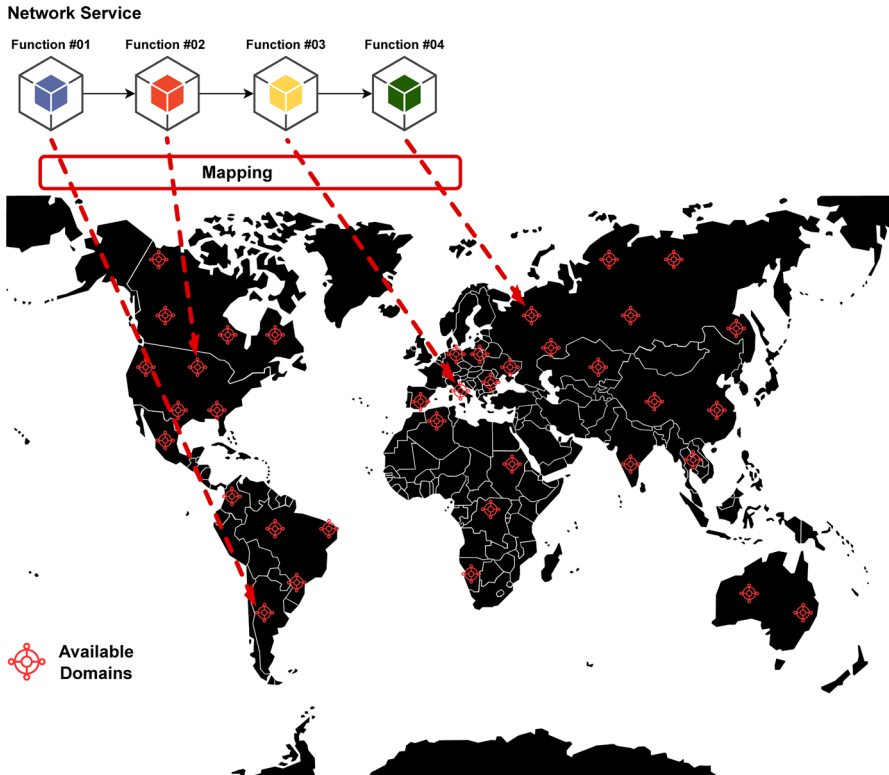 Network Service
Function #01
Function #02
Function #03
Function #04
Mapping
Available
Domains